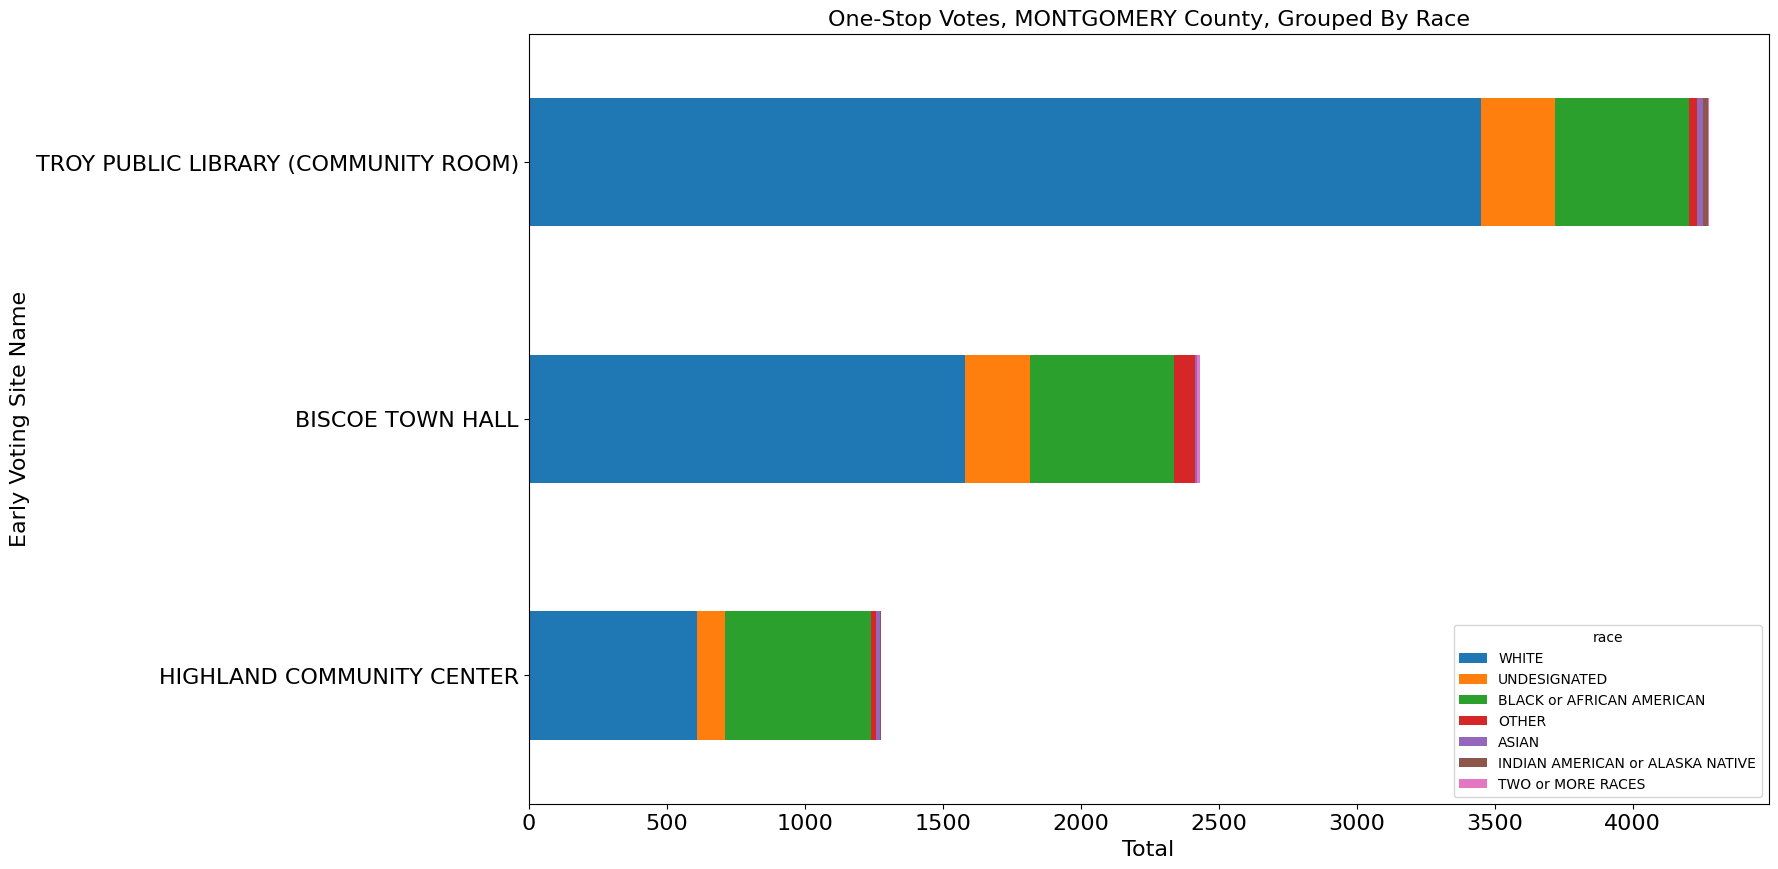 One-Stop Votes, MONTGOMERY County, Grouped By Race
Early Voting Site Name
TROY PUBLIC LIBRARY (COMMUNITY ROOM)
BISCOE TOWN HALL
HIGHLAND COMMUNITY CENTER
race
WHITE
UNDESIGNATED
BLACK or AFRICAN AMERICAN
OTHER
ASIAN
INDIAN AMERICAN or ALASKA NATIVE
TWO or MORE RACES
0 500 1000 1500 2000 2500 3000 3500 4000
Total